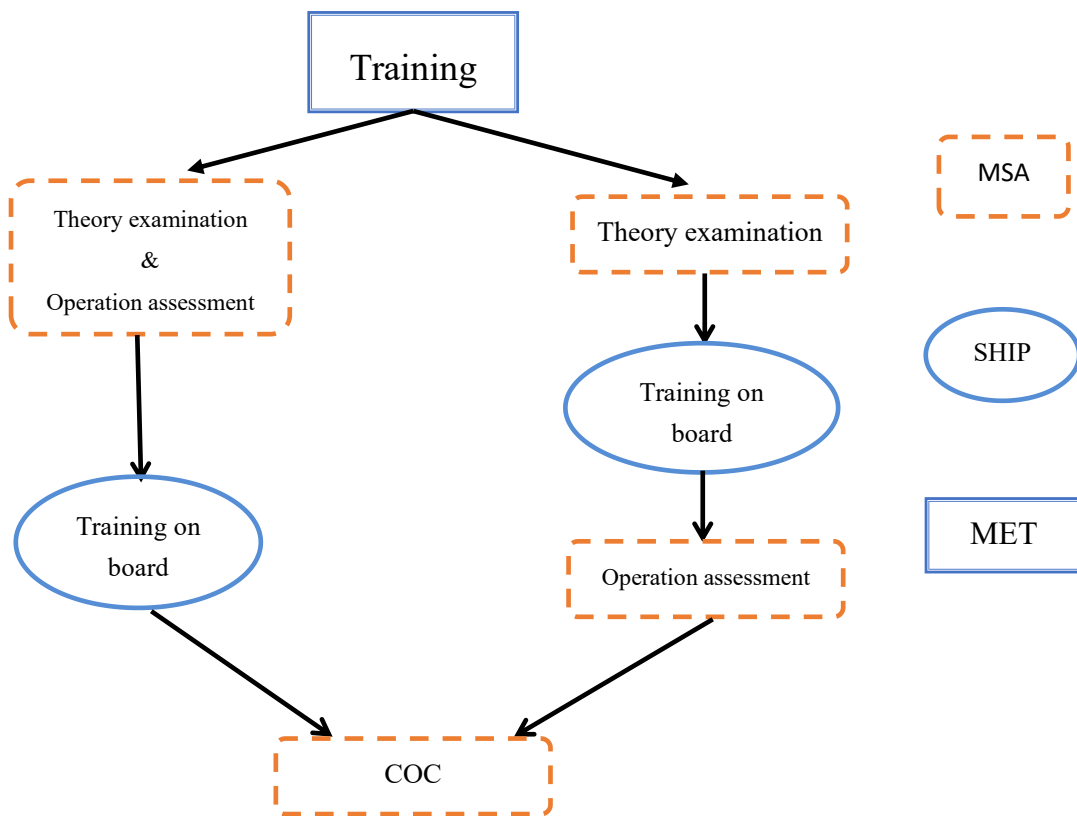 Training
Theory examination
&
Operation assessment
Theory examination
MSA
SHIP
Training on
board
Training on
board
MET
Operation assessment
COC